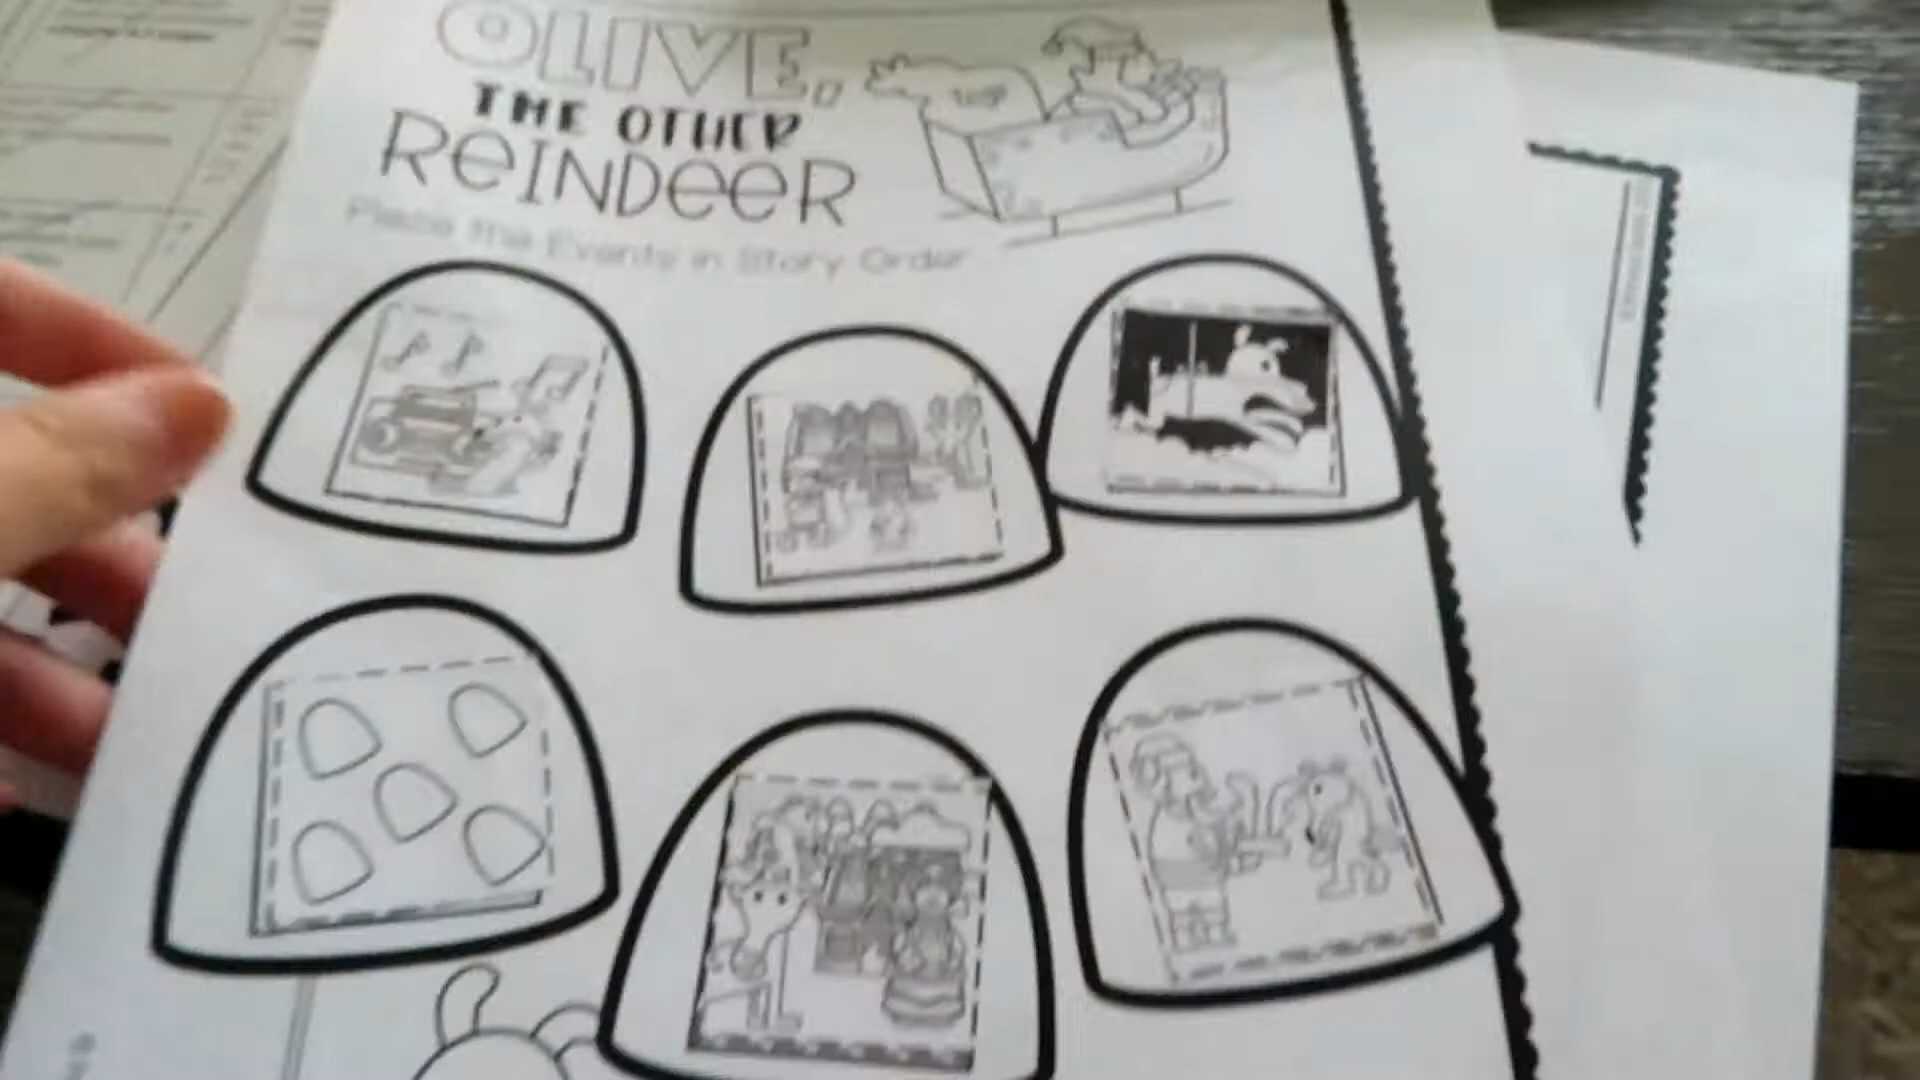 OLIVE,
THE OTHER
REINDEER
Place the Events in Story Order